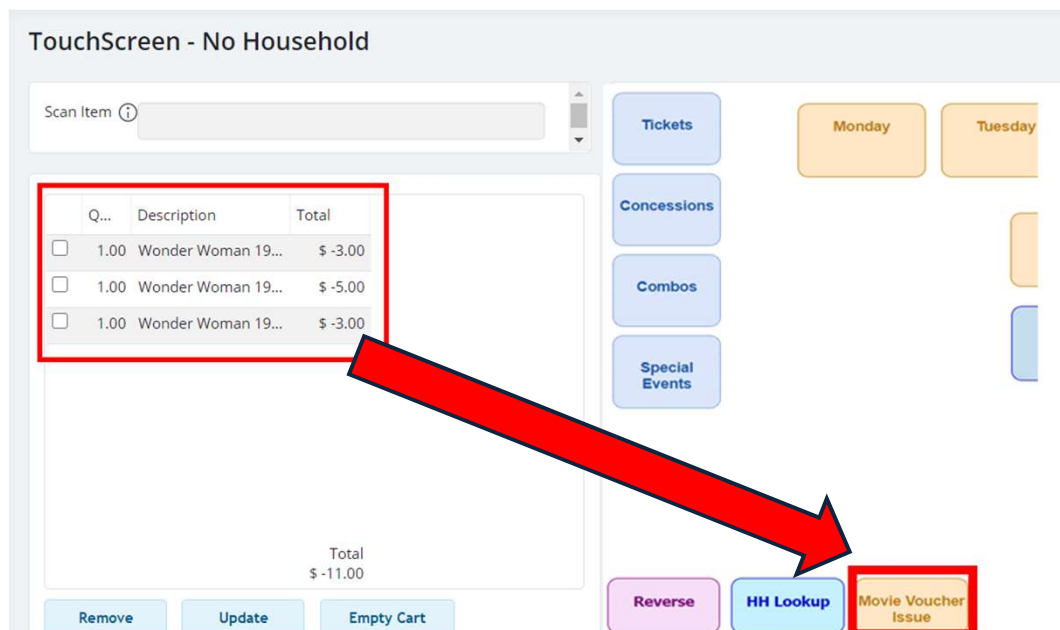 TouchScreen - No Household
Scan Item
Q... Description Total
1.00 Wonder Woman 19... $ -3.00
1.00 Wonder Woman 19... $ -5.00
1.00 Wonder Woman 19... $ -3.00
Total
$ -11.00
Remove Update Empty Cart
Tickets
Concessions
Combos
Special
Events
Monday Tuesday
Reverse HH Lookup Movie Voucher
Issue